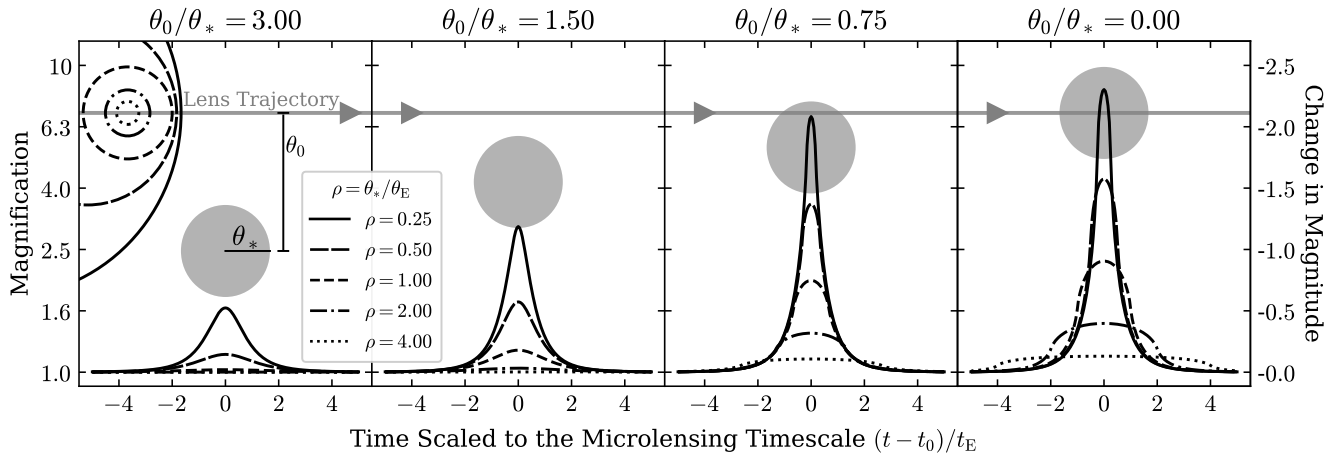 θ₀/θ* = 3.00
θ₀/θ* = 1.50
θ₀/θ* = 0.75
θ₀/θ* = 0.00
Magnification
10
6.3
4.0
2.5
1.6
1.0
Lens Trajectory
θ₀
θ*
ρ = θ*/θ_E
ρ = 0.25
ρ = 0.50
ρ = 1.00
ρ = 2.00
ρ = 4.00
-2.5
-2.0
-1.5
-1.0
-0.5
-0.0
Change in Magnitude
−4 −2 0 2 4
−4 −2 0 2 4
−4 −2 0 2 4
−4 −2 0 2 4
Time Scaled to the Microlensing Timescale (t − t₀)/t_E